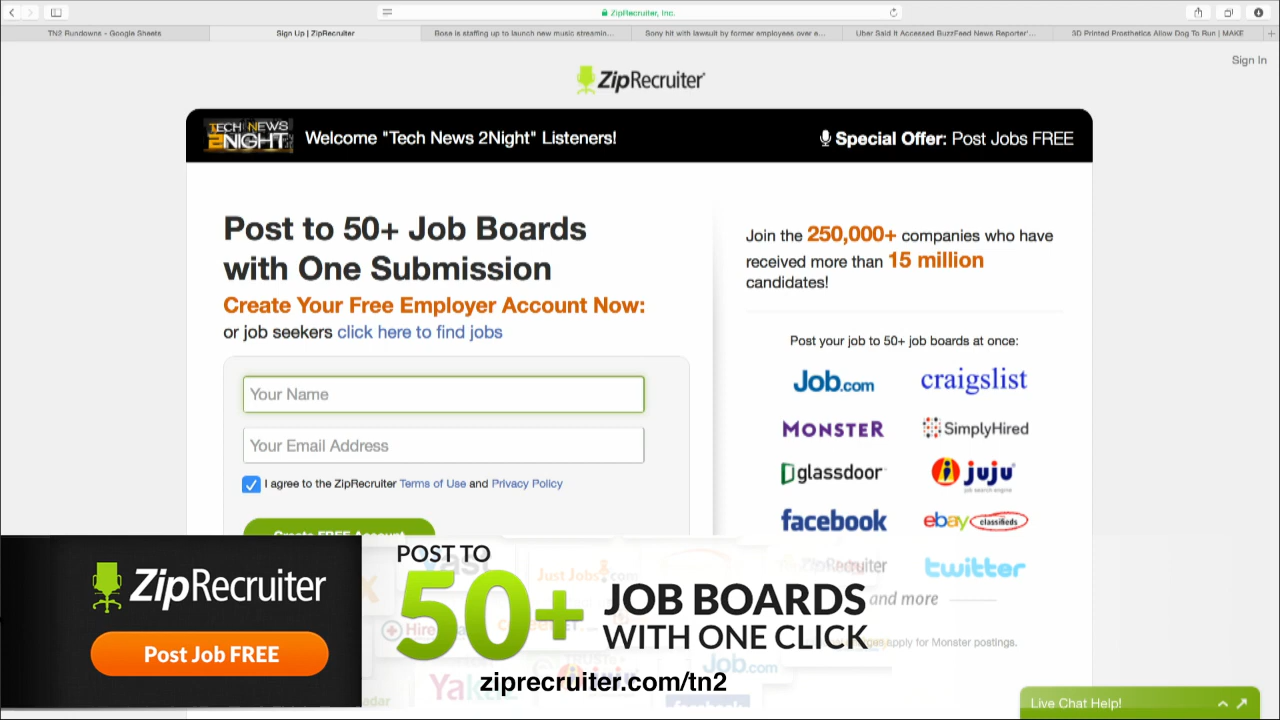 ZipRecruiter, Inc.
TN2 Rundowns - Google Sheets
Sign Up | ZipRecruiter
Bose is staffing up to launch new music streamin...
Sony hit with lawsuit by former employees over e...
Uber Said It Accessed BuzzFeed News Reporter'...
3D Printed Prosthetics Allow Dog To Run | MAKE
Sign In
ZipRecruiter
TECH NEWS
2NIGHT
Welcome "Tech News 2Night" Listeners!
Special Offer: Post Jobs FREE
Post to 50+ Job Boards
with One Submission
Create Your Free Employer Account Now:
or job seekers click here to find jobs
Your Name
Your Email Address
I agree to the ZipRecruiter Terms of Use and Privacy Policy
Create FREE Account
Join the 250,000+ companies who have
received more than 15 million
candidates!
Post your job to 50+ job boards at once:
Job.com
craigslist
MONSTER
SimplyHired
glassdoor
juju
job search engine
facebook
ebay classifieds
ZipRecruiter
twitter
and more
apply for Monster postings.
ZipRecruiter
Post Job FREE
POST TO
50+
JOB BOARDS
WITH ONE CLICK
ziprecruiter.com/tn2
Just Jobs.com
Hire
Job.com
Live Chat Help!